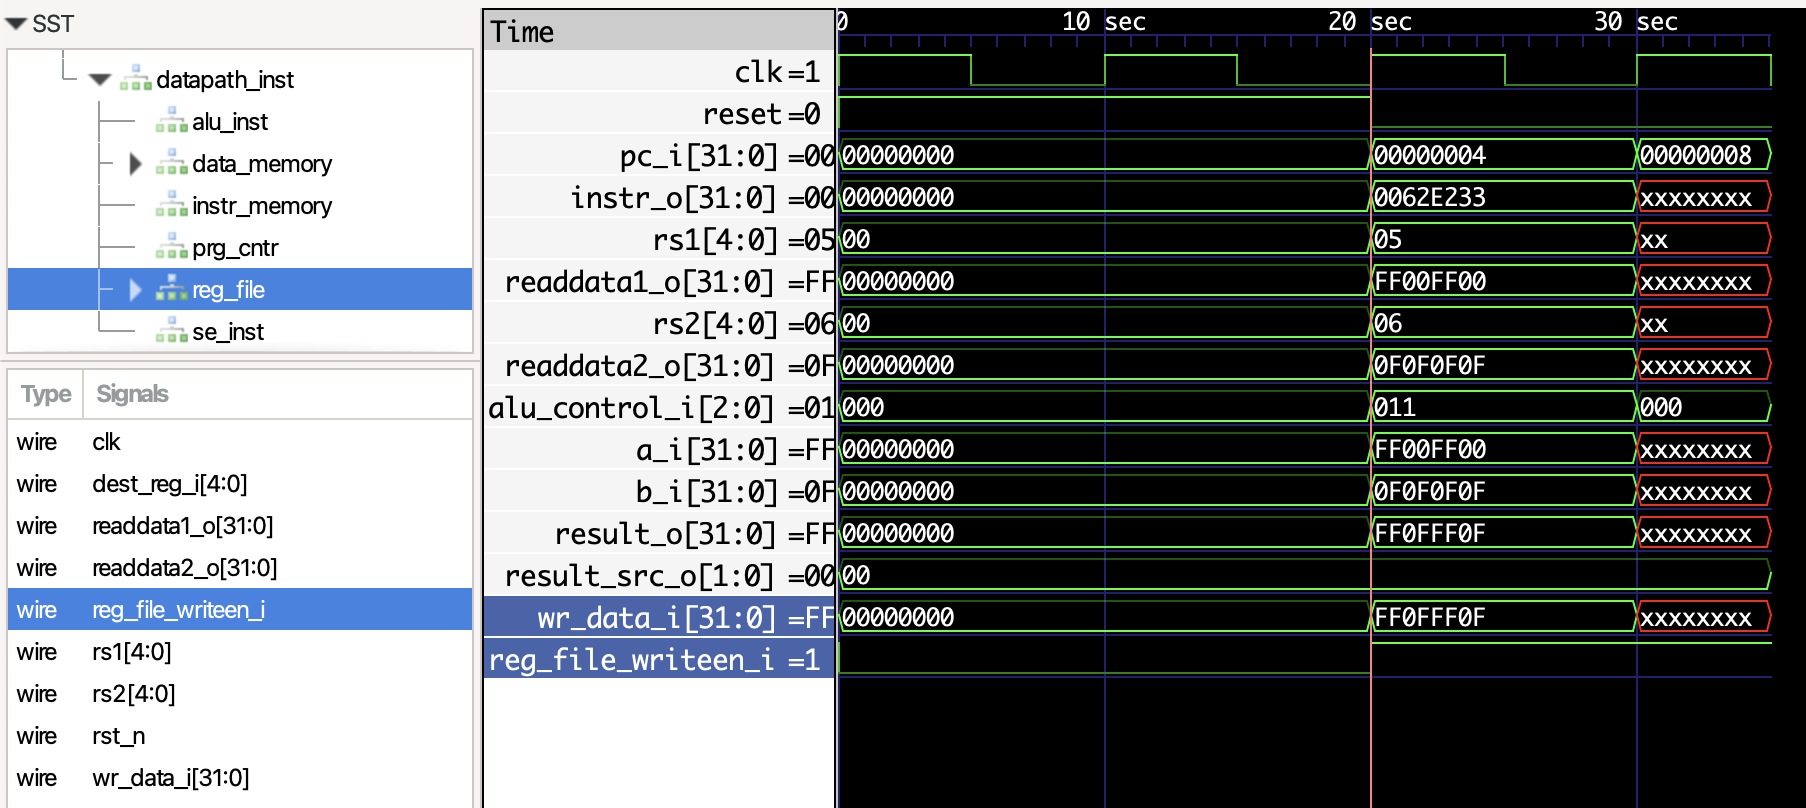 SST
datapath_inst
alu_inst
data_memory
instr_memory
prg_cntr
reg_file
se_inst
Type Signals
wire clk
wire dest_reg_i[4:0]
wire readdata1_o[31:0]
wire readdata2_o[31:0]
wire reg_file_writeen_i
wire rs1[4:0]
wire rs2[4:0]
wire rst_n
wire wr_data_i[31:0]
Time 0 10 sec 20 sec 30 sec
clk =1
reset =0
pc_i[31:0] =00 00000000 00000004 00000008
instr_o[31:0] =00 00000000 0062E233 xxxxxxxx
rs1[4:0] =05 00 05 xx
readdata1_o[31:0] =FF 00000000 FF00FF00 xxxxxxxx
rs2[4:0] =06 00 06 xx
readdata2_o[31:0] =0F 00000000 0F0F0F0F xxxxxxxx
alu_control_i[2:0] =01 000 011 000
a_i[31:0] =FF 00000000 FF00FF00 xxxxxxxx
b_i[31:0] =0F 00000000 0F0F0F0F xxxxxxxx
result_o[31:0] =FF 00000000 FF0FFF0F xxxxxxxx
result_src_o[1:0] =00 00
wr_data_i[31:0] =FF 00000000 FF0FFF0F xxxxxxxx
reg_file_writeen_i =1